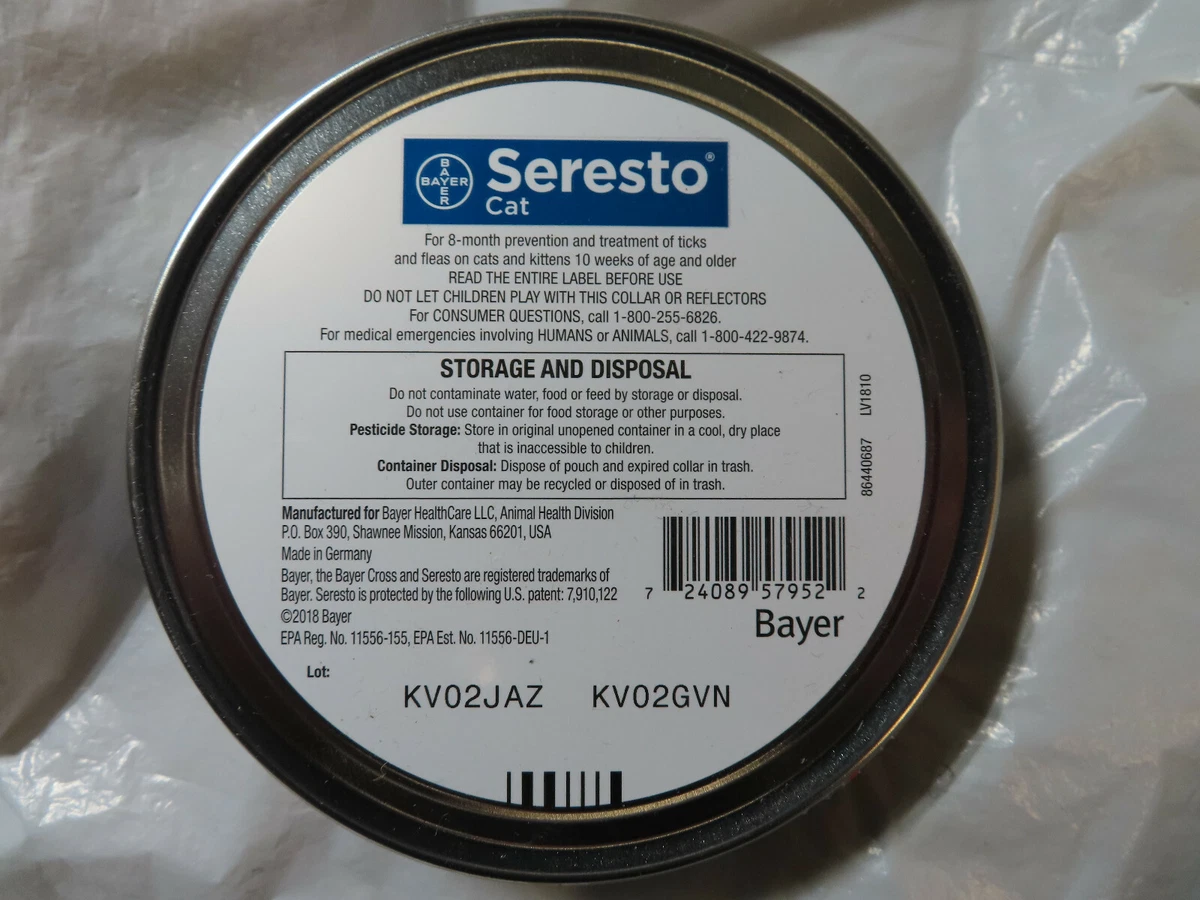 BAYER
BAYER
Seresto®
Cat
For 8-month prevention and treatment of ticks
and fleas on cats and kittens 10 weeks of age and older
READ THE ENTIRE LABEL BEFORE USE
DO NOT LET CHILDREN PLAY WITH THIS COLLAR OR REFLECTORS
For CONSUMER QUESTIONS, call 1-800-255-6826.
For medical emergencies involving HUMANS or ANIMALS, call 1-800-422-9874.
STORAGE AND DISPOSAL
Do not contaminate water, food or feed by storage or disposal.
Do not use container for food storage or other purposes.
Pesticide Storage: Store in original unopened container in a cool, dry place
that is inaccessible to children.
Container Disposal: Dispose of pouch and expired collar in trash.
Outer container may be recycled or disposed of in trash.
86440687 LV1810
Manufactured for Bayer HealthCare LLC, Animal Health Division
P.O. Box 390, Shawnee Mission, Kansas 66201, USA
Made in Germany
Bayer, the Bayer Cross and Seresto are registered trademarks of
Bayer. Seresto is protected by the following U.S. patent: 7,910,122
©2018 Bayer
EPA Reg. No. 11556-155, EPA Est. No. 11556-DEU-1
7 24089 57952 2
Bayer
Lot:
KV02JAZ KV02GVN